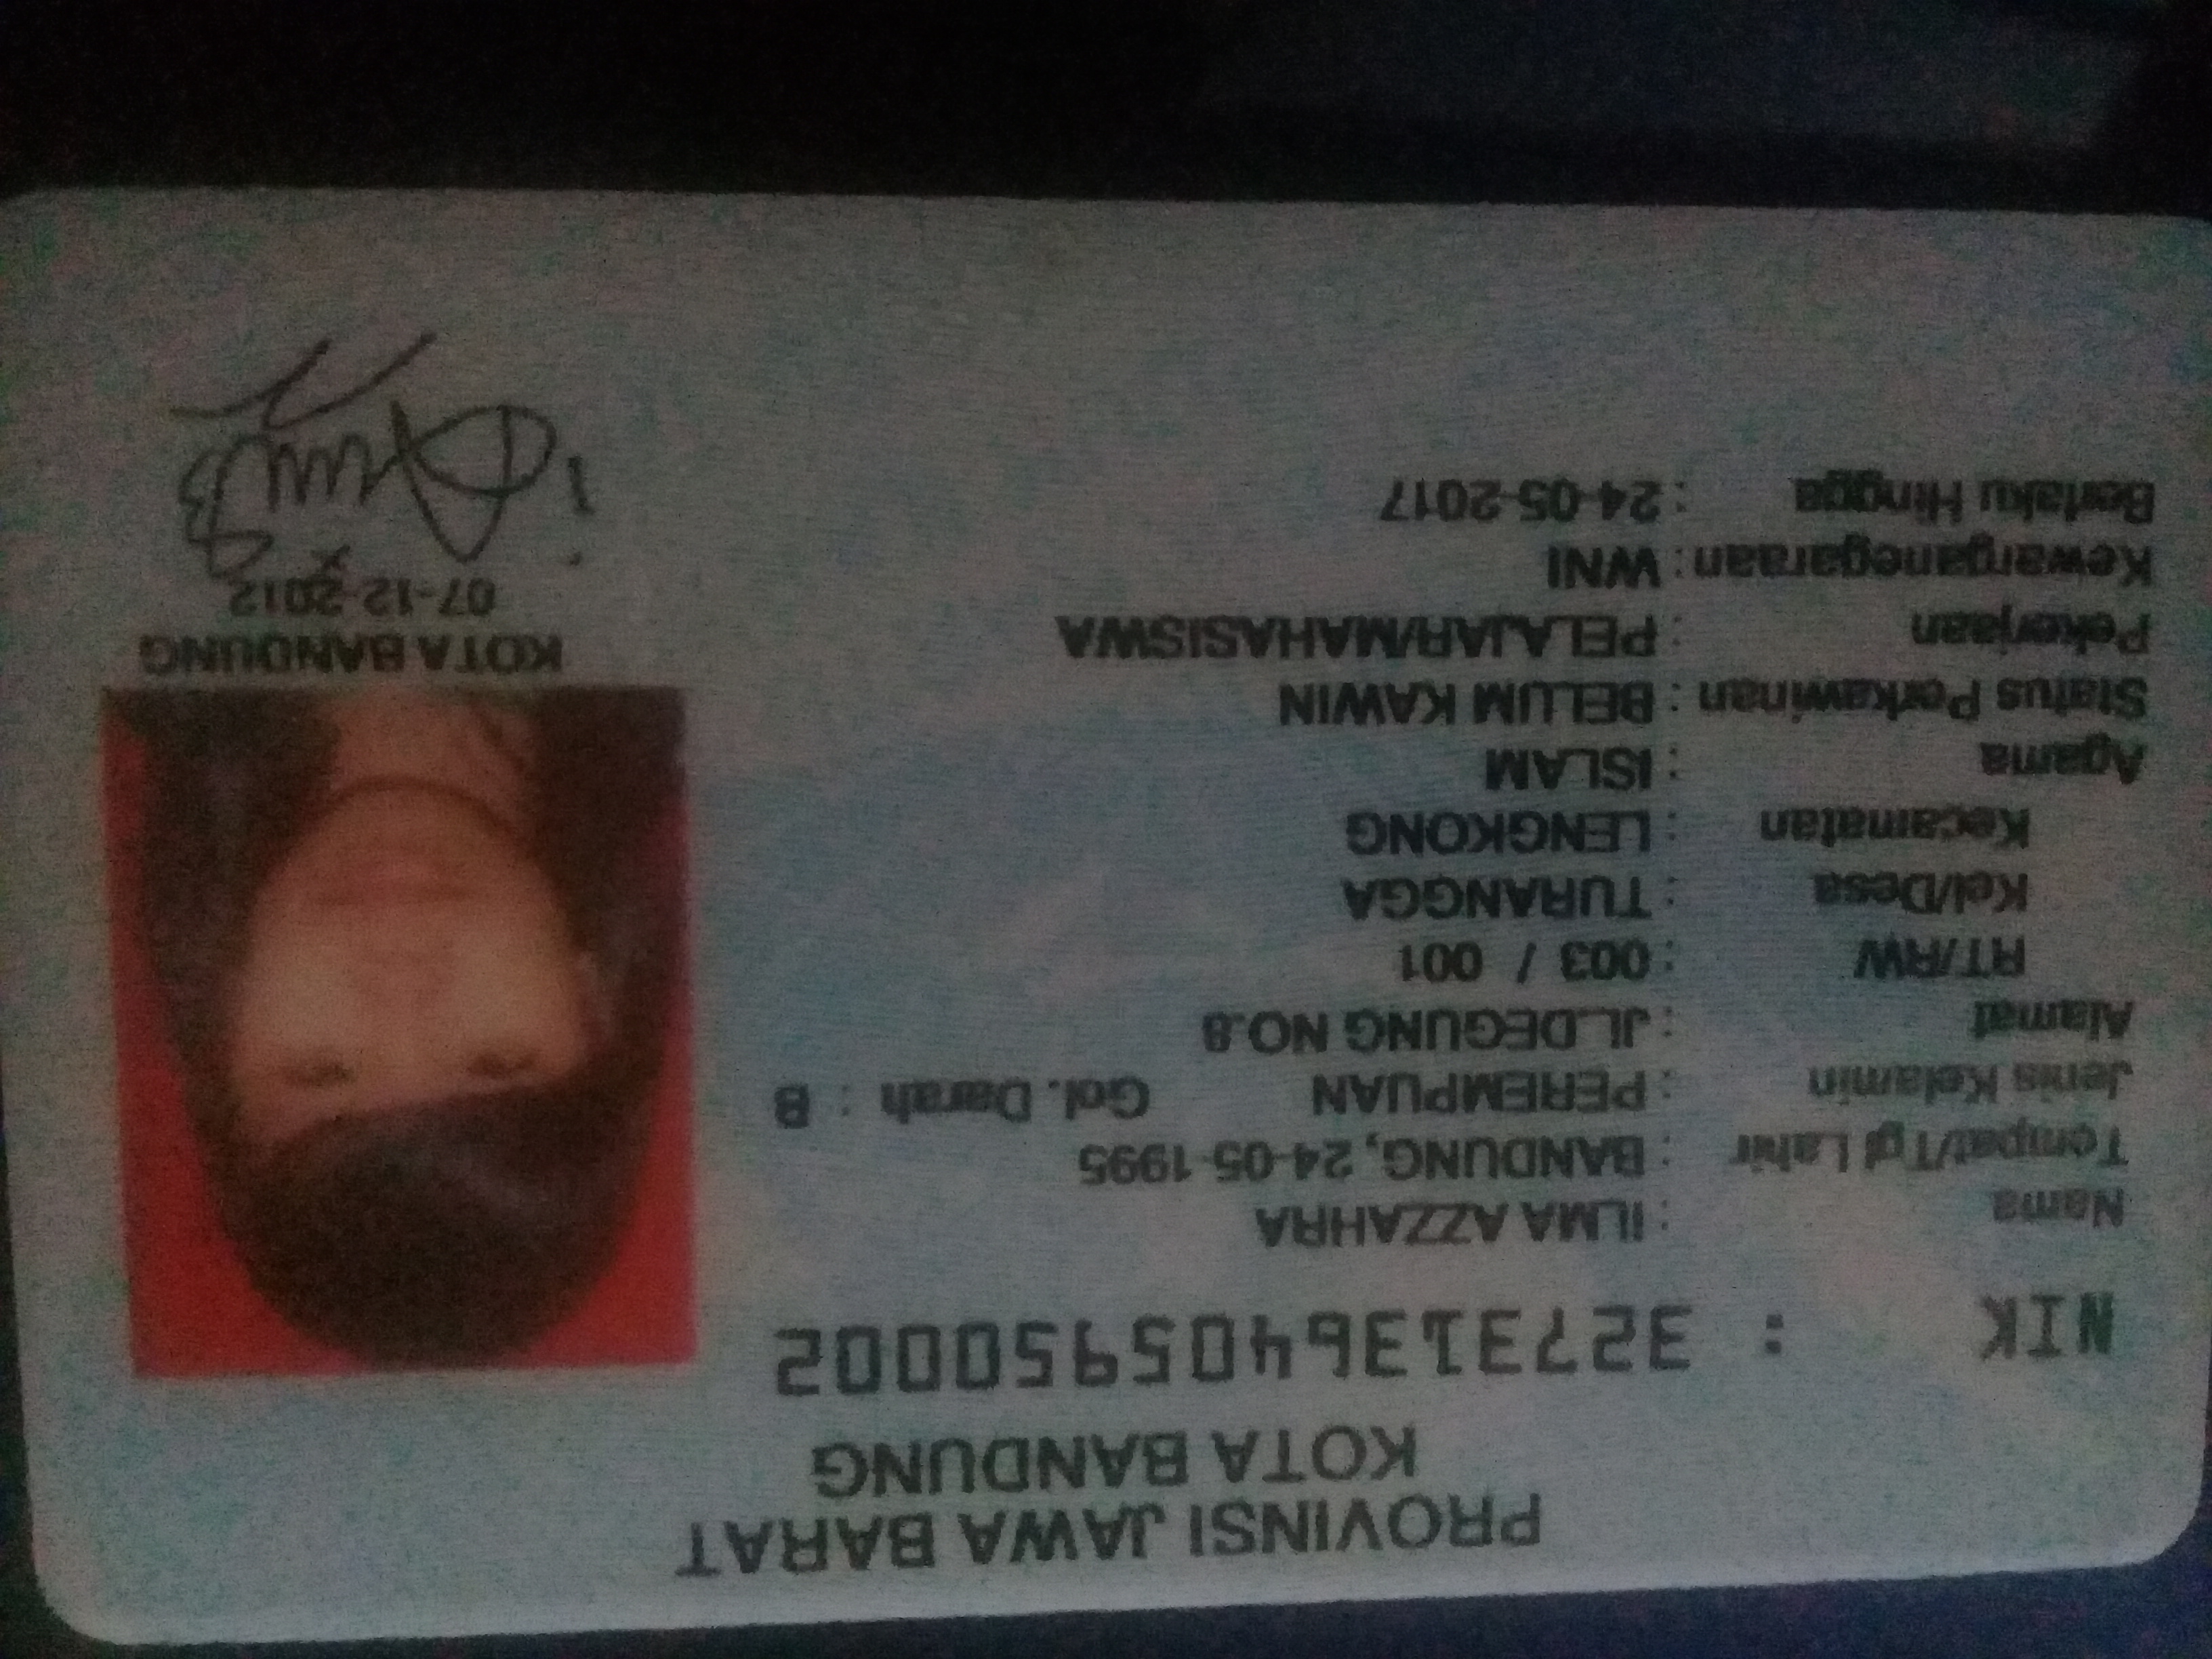 PROVINSI JAWA BARAT
KOTA BANDUNG
NIK : 3273136405950002
Nama : ILMA AZZAHRA
Tempat/Tgl Lahir : BANDUNG, 24-05-1995
Jenis Kelamin : PEREMPUAN Gol. Darah : B
Alamat : JL.DEGUNG NO.8
RT/RW : 003 / 001
Kel/Desa : TURANGGA
Kecamatan : LENGKONG
Agama : ISLAM
Status Perkawinan : BELUM KAWIN
Pekerjaan : PELAJAR/MAHASISWA
Kewarganegaraan : WNI
Berlaku Hingga : 24-05-2017
KOTA BANDUNG
07-12-2012